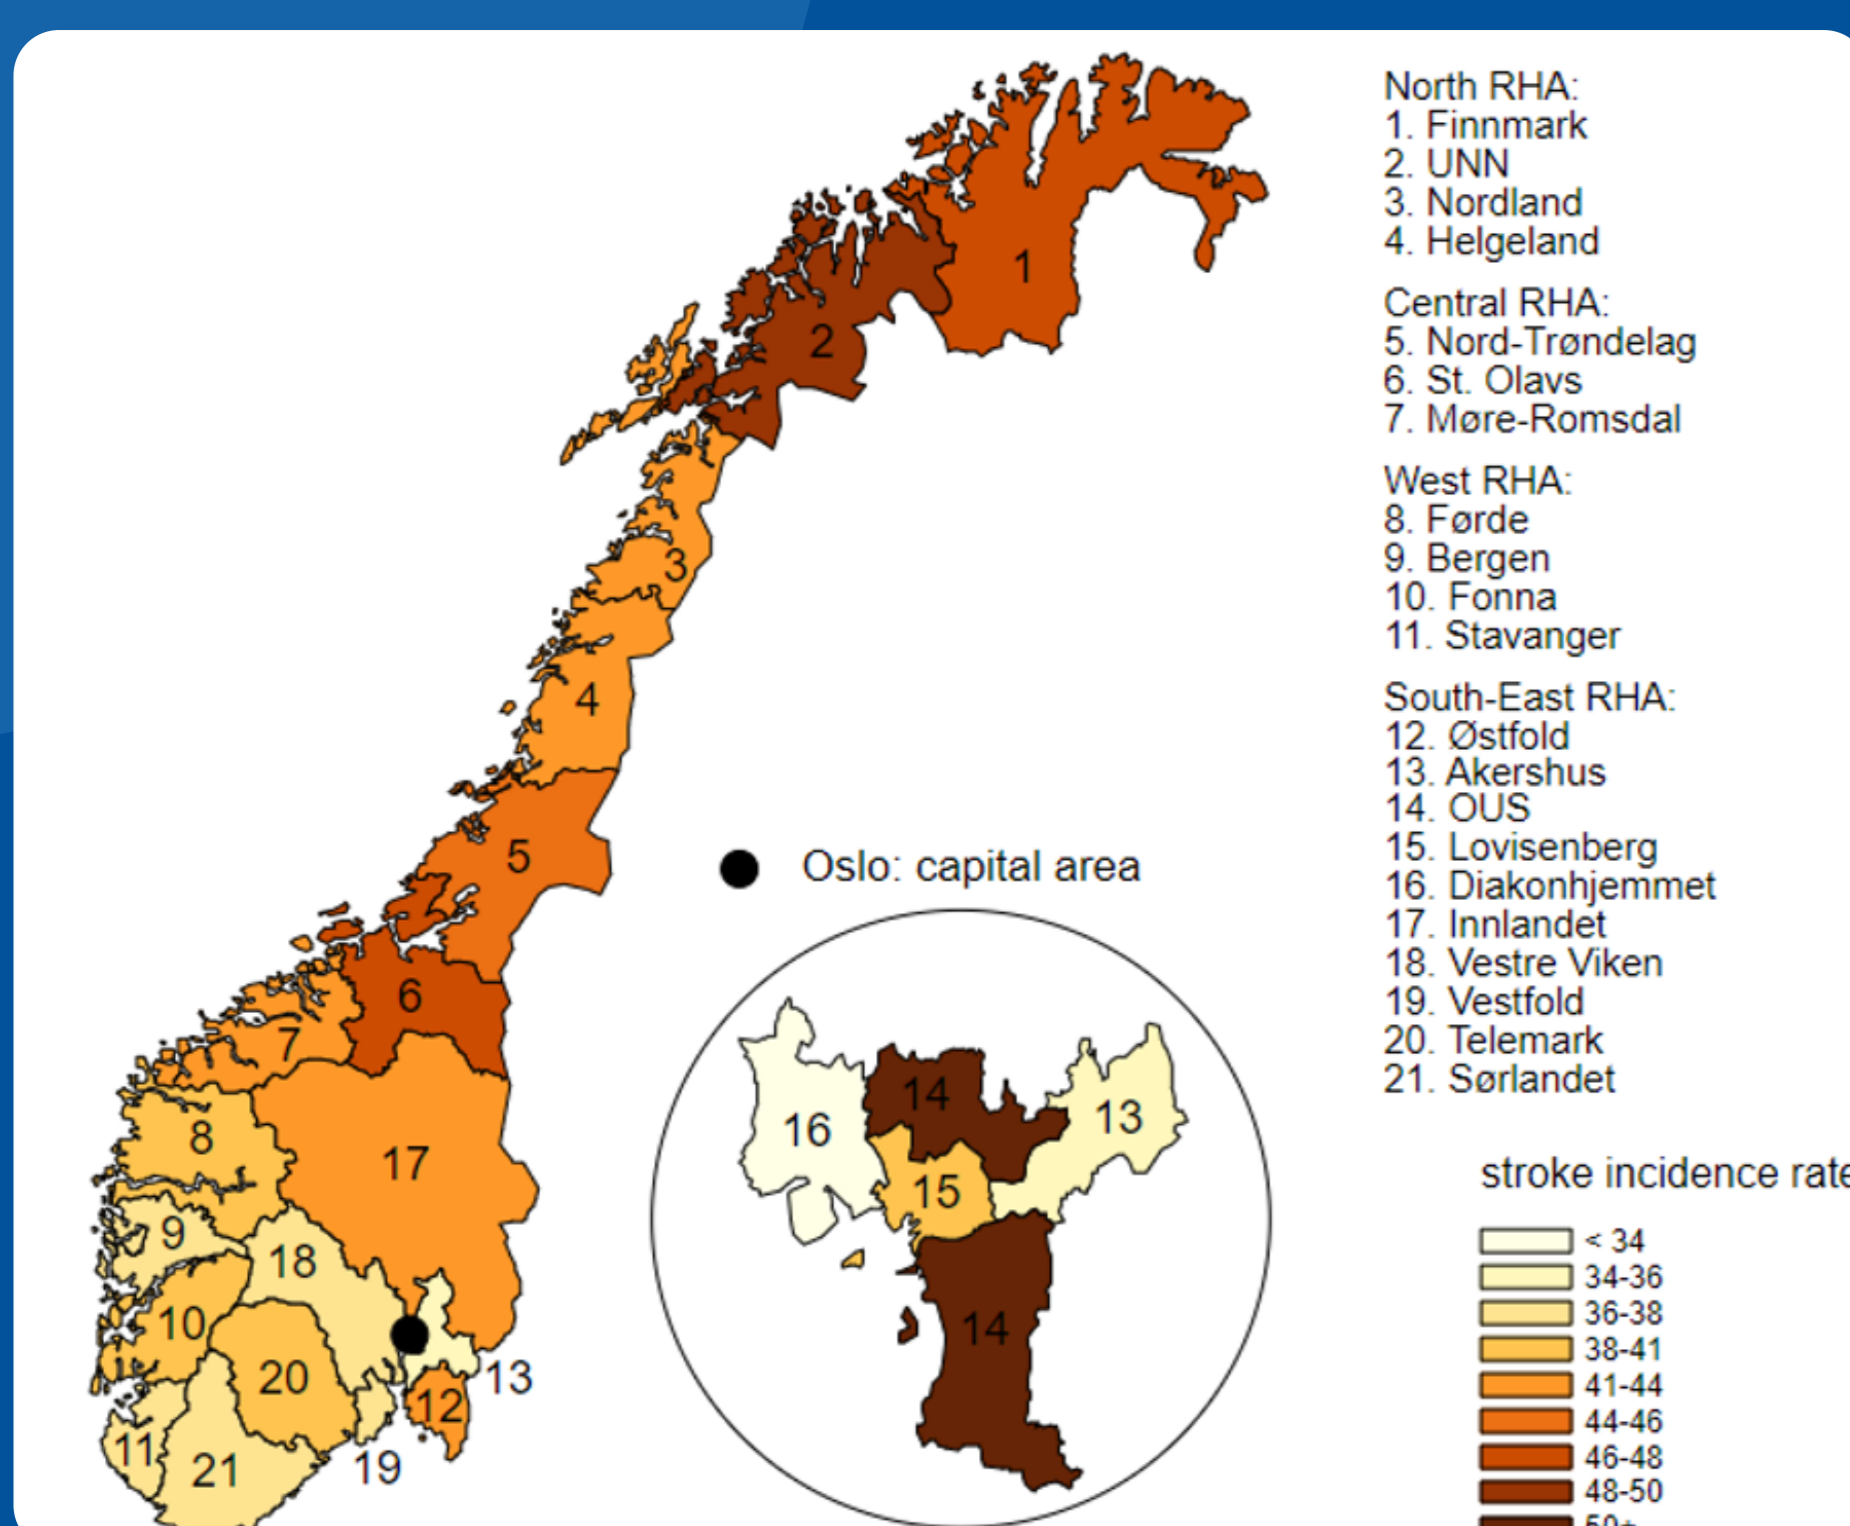 North RHA:
1. Finnmark
2. UNN
3. Nordland
4. Helgeland
Central RHA:
5. Nord-Trøndelag
6. St. Olavs
7. Møre-Romsdal
West RHA:
8. Førde
9. Bergen
10. Fonna
11. Stavanger
South-East RHA:
12. Østfold
13. Akershus
14. OUS
15. Lovisenberg
16. Diakonhjemmet
17. Innlandet
18. Vestre Viken
19. Vestfold
20. Telemark
21. Sørlandet
stroke incidence rate
< 34
34-36
36-38
38-41
41-44
44-46
46-48
48-50
50+
Oslo: capital area
1
2
3
4
5
6
7
8
17
9
18
10
20
13
12
11
21
19
16
14
13
15
14